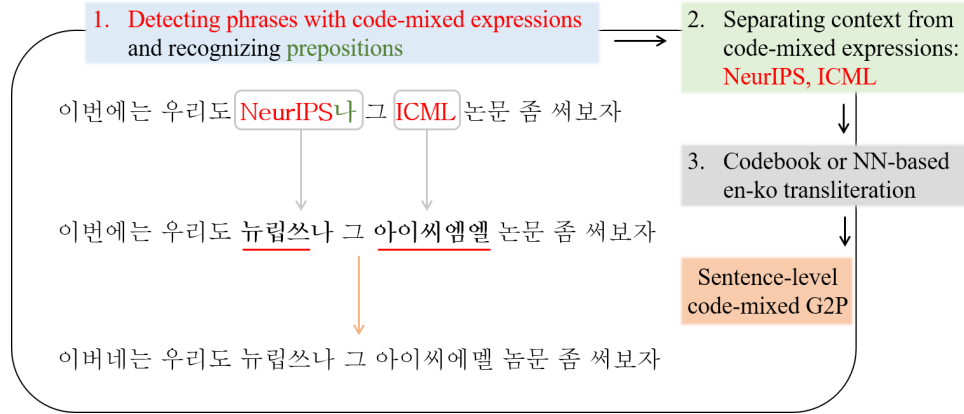 1. Detecting phrases with code-mixed expressions
and recognizing prepositions
2. Separating context from
code-mixed expressions:
NeurIPS, ICML
이번에는 우리도 NeurIPS나 그 ICML 논문 좀 써보자
3. Codebook or NN-based
en-ko transliteration
이번에는 우리도 뉴립쓰나 그 아이씨엠엘 논문 좀 써보자
Sentence-level
code-mixed G2P
이버네는 우리도 뉴립쓰나 그 아이씨에멜 놈문 좀 써보자